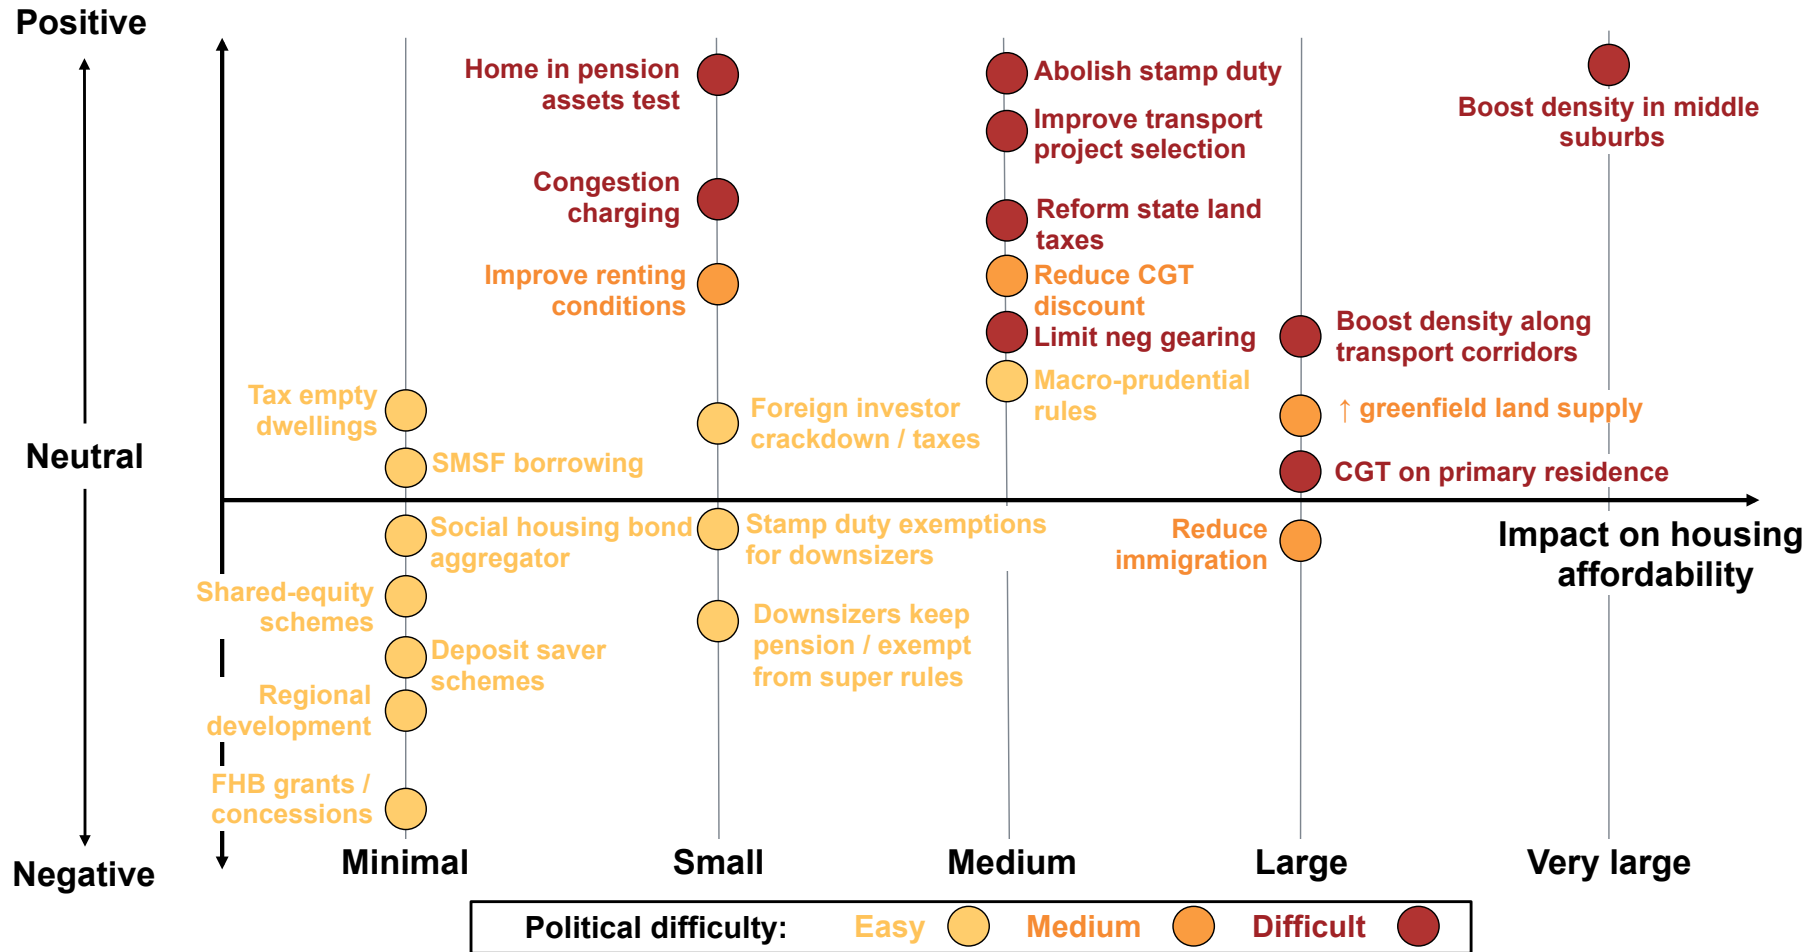 Positive
Neutral
Negative
Home in pension
assets test
Congestion
charging
Improve renting
conditions
Abolish stamp duty
Improve transport
project selection
Reform state land
taxes
Reduce CGT
discount
Limit neg gearing
Macro-prudential
rules
Boost density in middle
suburbs
Boost density along
transport corridors
↑ greenfield land supply
CGT on primary residence
Tax empty
dwellings
SMSF borrowing
Foreign investor
crackdown / taxes
Social housing bond
aggregator
Stamp duty exemptions
for downsizers
Reduce
immigration
Impact on housing
affordability
Shared-equity
schemes
Downsizers keep
pension / exempt
from super rules
Deposit saver
schemes
Regional
development
FHB grants /
concessions
Minimal
Small
Medium
Large
Very large
Political difficulty: Easy Medium Difficult